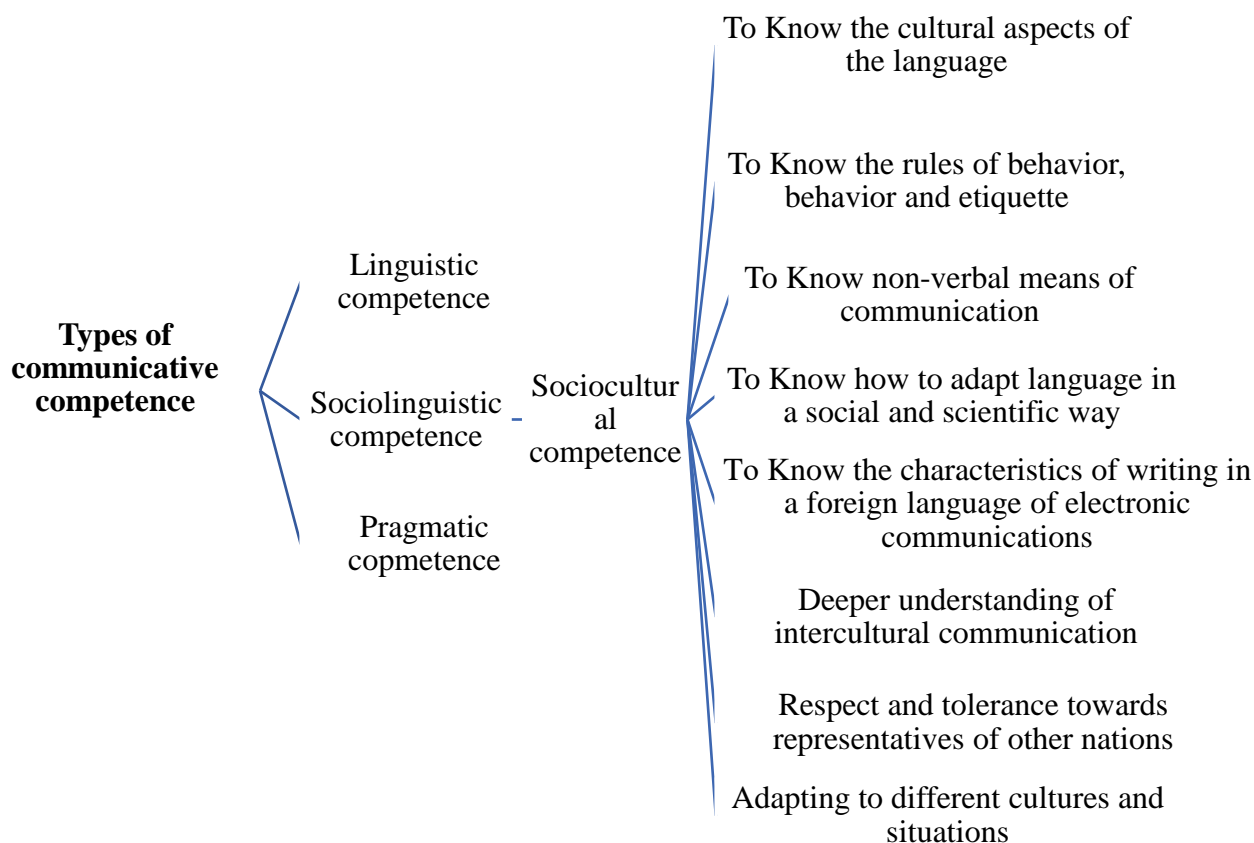 Types of
communicative
competence
Linguistic
competence
Sociolinguistic
competence
Pragmatic
copmetence
Sociocultur
al
competence
To Know the cultural aspects of
the language
To Know the rules of behavior,
behavior and etiquette
To Know non-verbal means of
communication
To Know how to adapt language in
a social and scientific way
To Know the characteristics of writing in
a foreign language of electronic
communications
Deeper understanding of
intercultural communication
Respect and tolerance towards
representatives of other nations
Adapting to different cultures and
situations